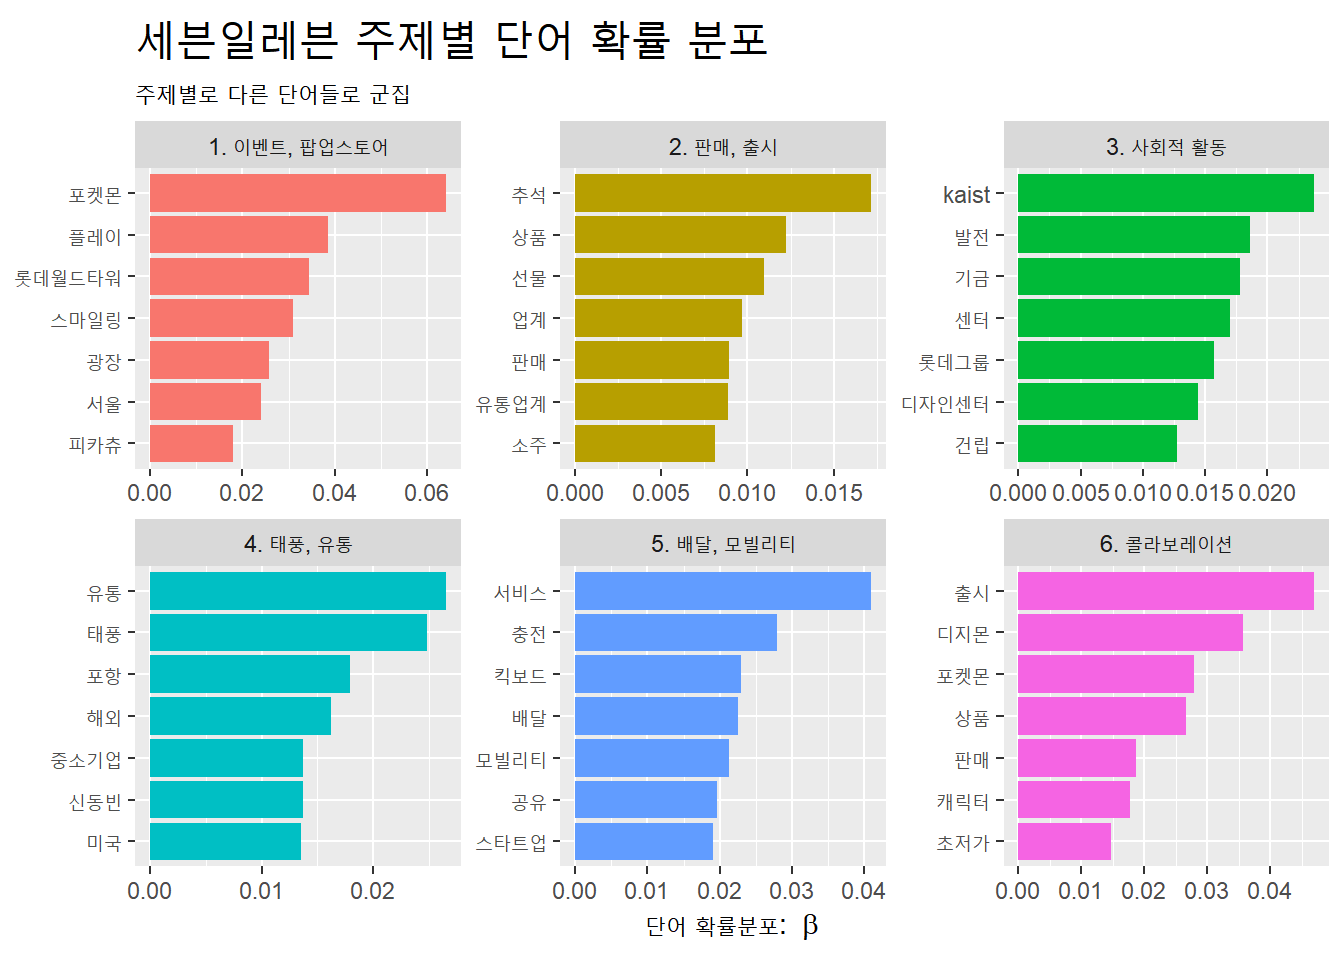 세븐일레븐 주제별 단어 확률 분포
주제별로 다른 단어들로 군집
1. 이벤트, 팝업스토어
포켓몬
플레이
롯데월드타워
스마일링
광장
서울
피카츄
0.00 0.02 0.04 0.06
2. 판매, 출시
추석
상품
선물
업계
판매
유통업계
소주
0.000 0.005 0.010 0.015
3. 사회적 활동
kaist
발전
기금
센터
롯데그룹
디자인센터
건립
0.000 0.005 0.010 0.015 0.020
4. 태풍, 유통
유통
태풍
포항
해외
중소기업
신동빈
미국
0.00 0.01 0.02
5. 배달, 모빌리티
서비스
충전
킥보드
배달
모빌리티
공유
스타트업
0.00 0.01 0.02 0.03 0.04
6. 콜라보레이션
출시
디지몬
포켓몬
상품
판매
캐릭터
초저가
0.00 0.01 0.02 0.03 0.04
단어 확률분포: β